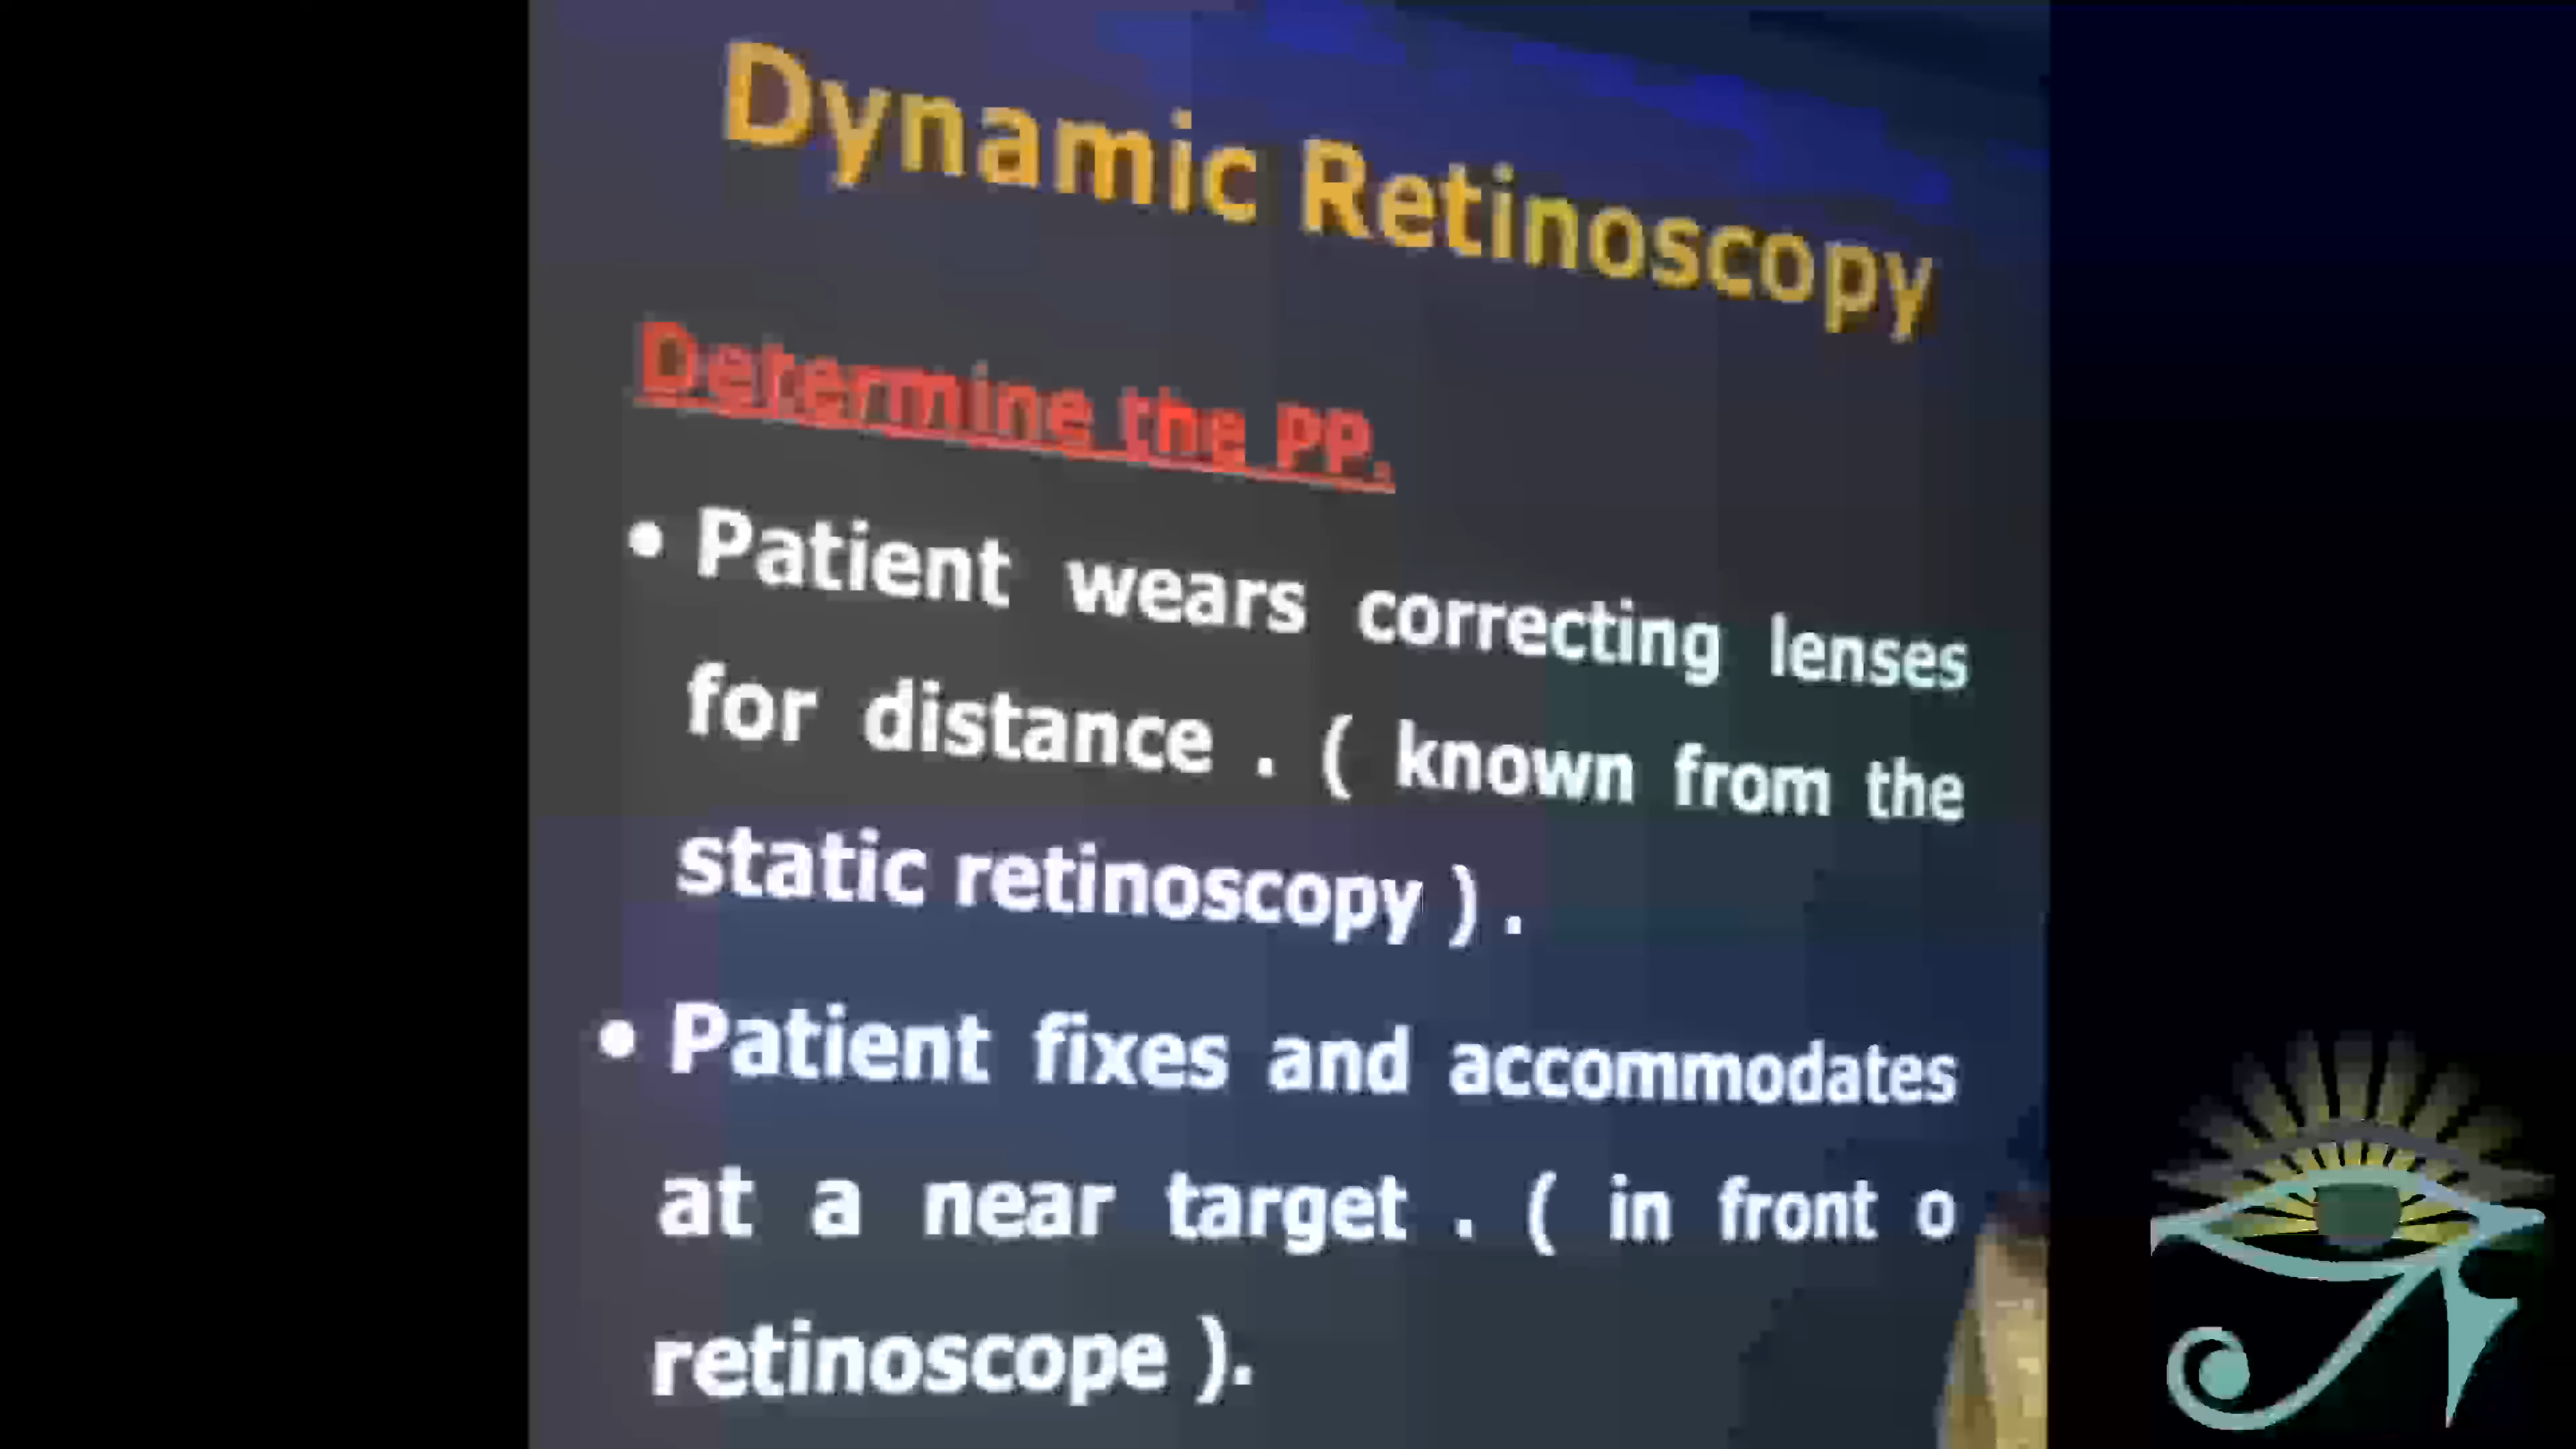 Dynamic Retinoscopy
Determine the PP.
• Patient wears correcting lenses
for distance . ( known from the
static retinoscopy ) .
• Patient fixes and accommodates
at a near target . ( in front o
retinoscope ).